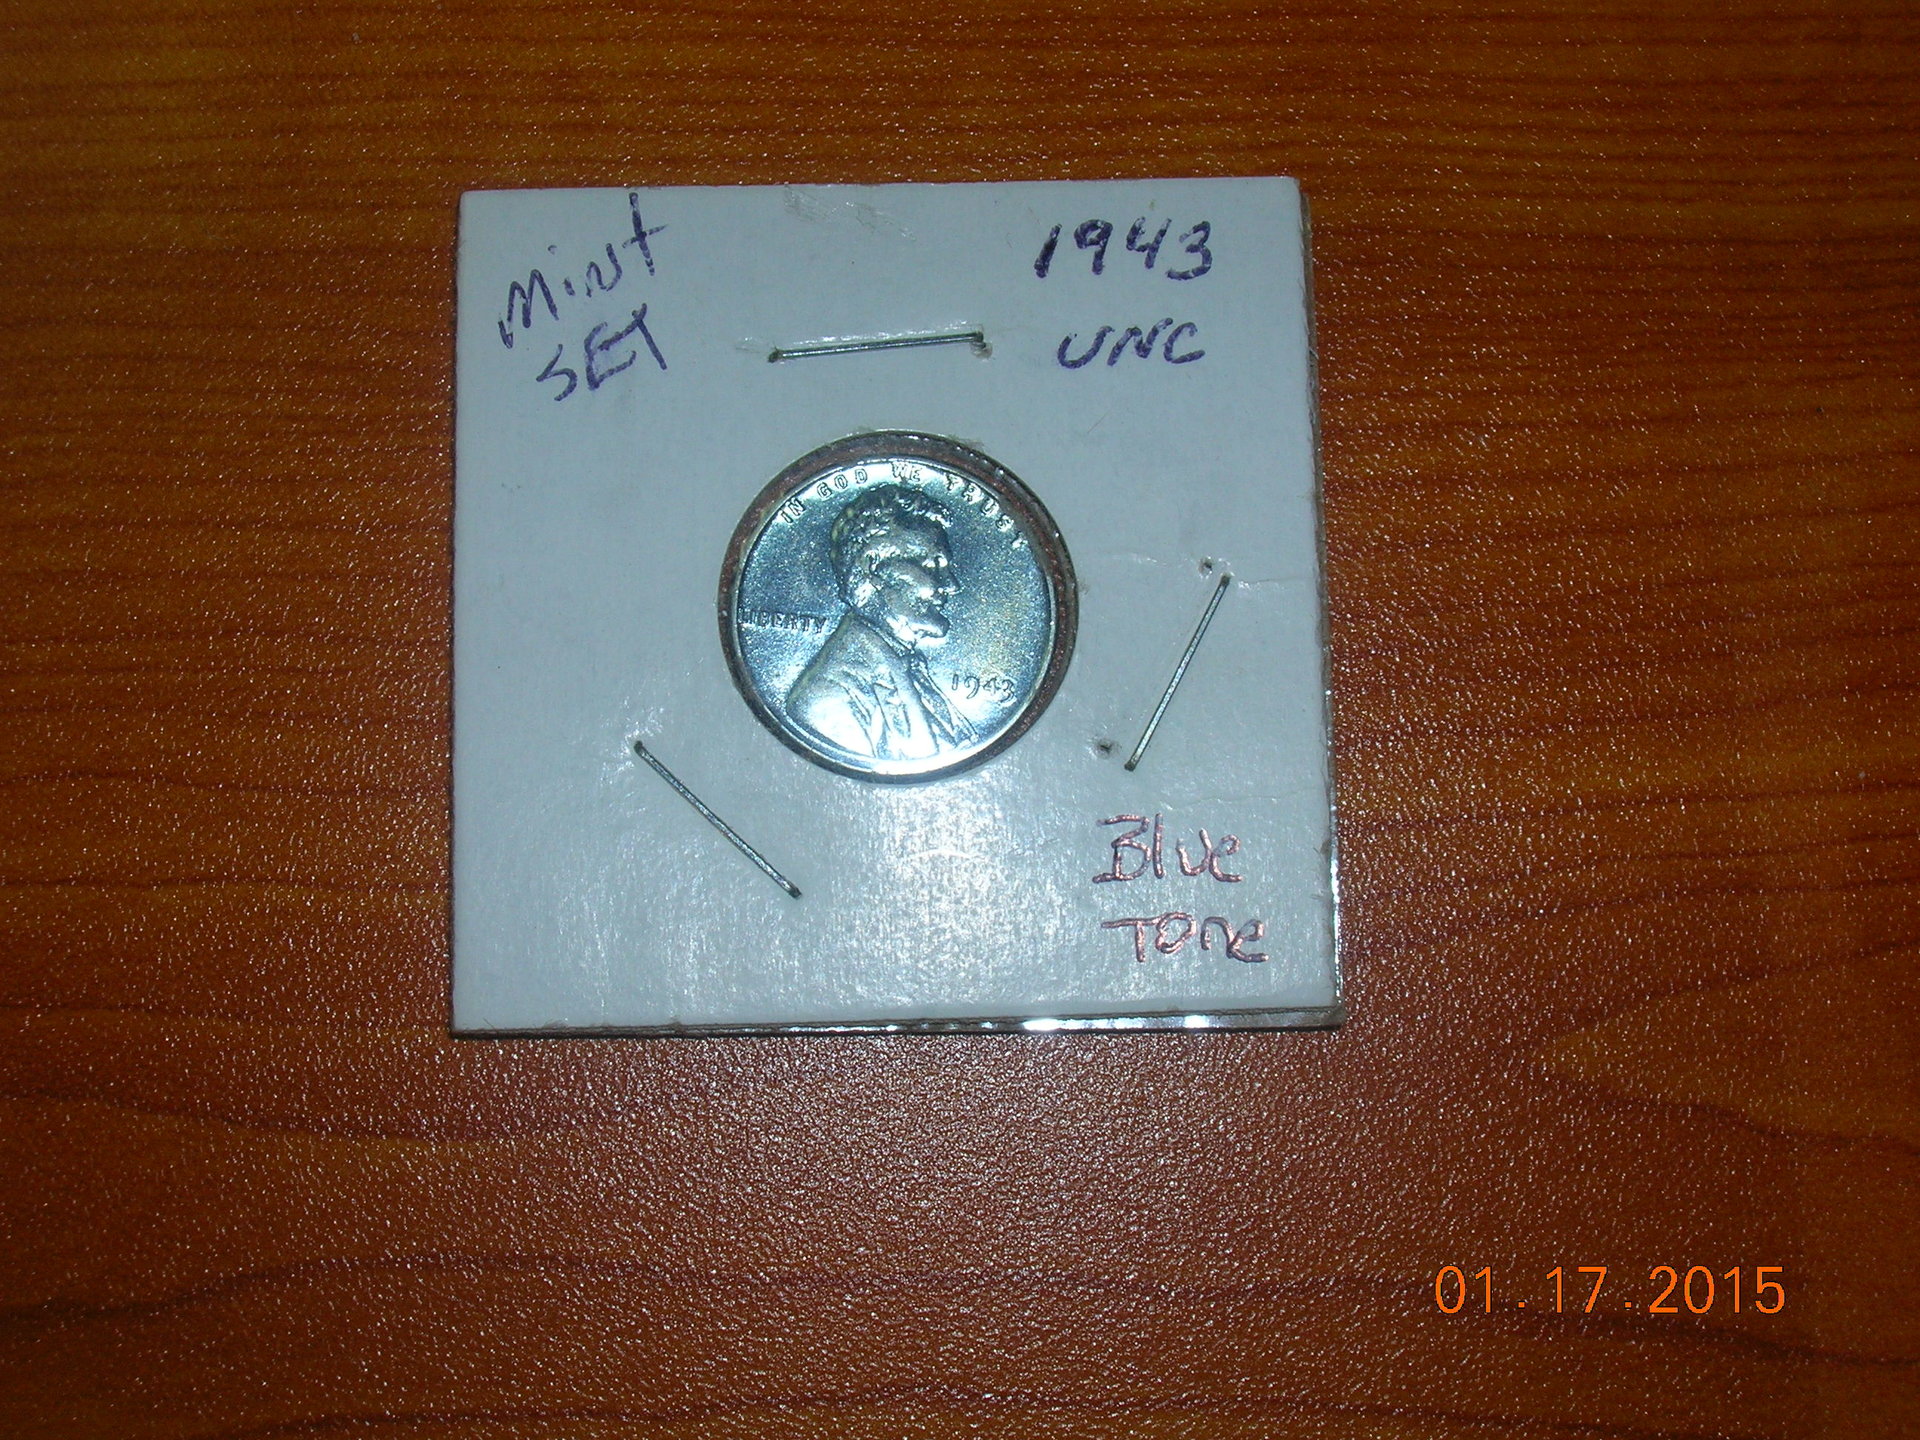 Mint
SET
1943
UNC
IN GOD WE TRUST
LIBERTY
1943
Blue
Tone
01.17.2015